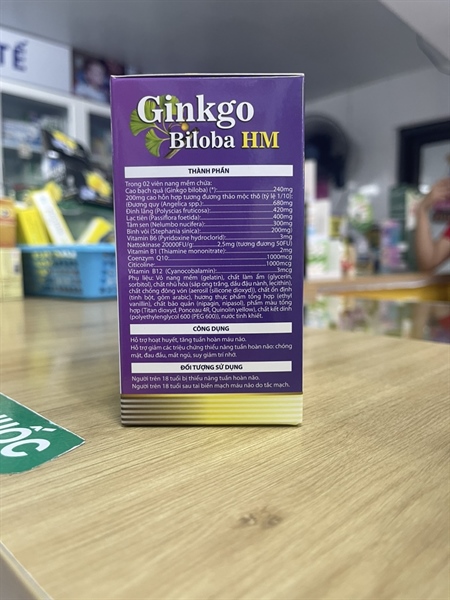 TẾ
Ginkgo
Biloba HM
THÀNH PHẦN
Trong 02 viên nang mềm chứa:
Cao bạch quả (Ginkgo biloba) (*):.....240mg
200mg cao hỗn hợp tương đương thảo mộc thô (tỷ lệ 1/10):
(Đương quy (Angelica spp.).....680mg
Đinh lăng (Polyscias fruticosa).....420mg
Lạc tiên (Passiflora foetida).....400mg
Tâm sen (Nelumbo nucifera).....300mg
Bình vôi (Stephania sinica).....200mg)
Vitamin B6 (Pyridoxine hydroclorid).....3mg
Nattokinase 20000FU/g.....2.5mg (tương đương 50FU)
Vitamin B1 (Thiamine mononitrate).....2mg
Coenzym Q10.....1000mcg
Citicoline.....1000mcg
Vitamin B12 (Cyanocobalamin).....3mcg
Phụ liệu: Vỏ nang mềm (gelatin), chất làm ẩm (glycerin,
sorbitol), chất nhũ hóa (sáp ong trắng, dầu đậu nành, lecithin),
chất chống đông vón (aerosil (silicone dioxyd)), chất ổn định
(tinh bột, gôm arabic), hương thực phẩm tổng hợp (ethyl
vanillin), chất bảo quản (nipagin, nipasol), phẩm màu tổng
hợp (Titan dioxyd, Ponceau 4R, Quinolin yellow), chất kết dính
(polyethylenglycol 600 (PEG 600)), nước tinh khiết.
CÔNG DỤNG
Hỗ trợ hoạt huyết, tăng tuần hoàn máu não.
Hỗ trợ giảm các triệu chứng thiểu năng tuần hoàn não: chóng
mặt, đau đầu, mất ngủ, suy giảm trí nhớ.
ĐỐI TƯỢNG SỬ DỤNG
Người trên 18 tuổi bị thiểu năng tuần hoàn não.
Người trên 18 tuổi sau tai biến mạch máu não do tắc mạch.